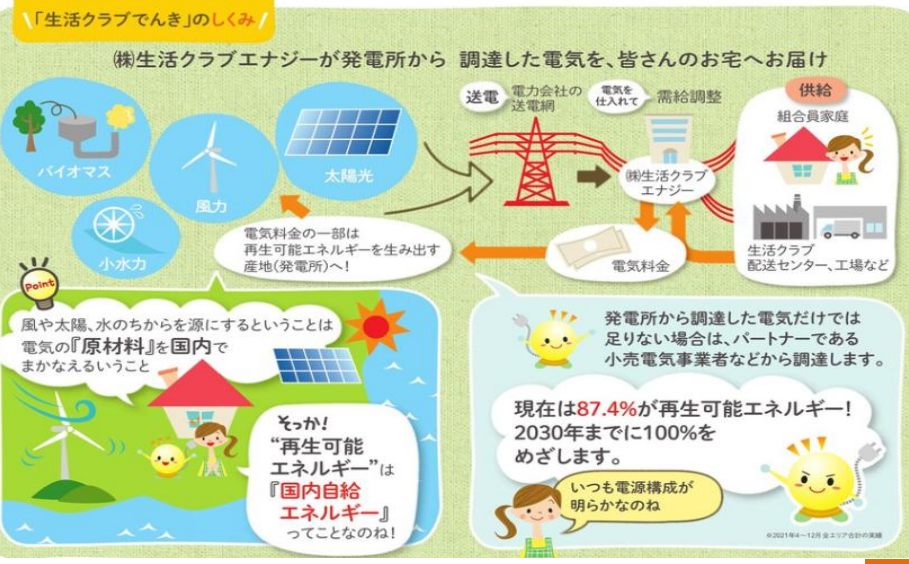 「生活クラブでんき」のしくみ
㈱生活クラブエナジーが発電所から 調達した電気を、皆さんのお宅へお届け
バイオマス
風力
太陽光
小水力
送電
電力会社の
送電網
電気を
仕入れて
需給調整
㈱生活クラブ
エナジー
供給
組合員家庭
生活クラブ
配送センター、工場など
電気料金
電気料金の一部は
再生可能エネルギーを生み出す
産地(発電所)へ!
Point
風や太陽、水のちからを源にするということは
電気の『原材料』を国内で
まかなえるいうこと
そっか!
“再生可能
エネルギー”は
『国内自給
エネルギー』
ってことなのね!
発電所から調達した電気だけでは
足りない場合は、パートナーである
小売電気事業者などから調達します。
現在は87.4%が再生可能エネルギー!
2030年までに100%を
めざします。
いつも電源構成が
明らかなのね
※2021年4~12月全エリア合計の実績